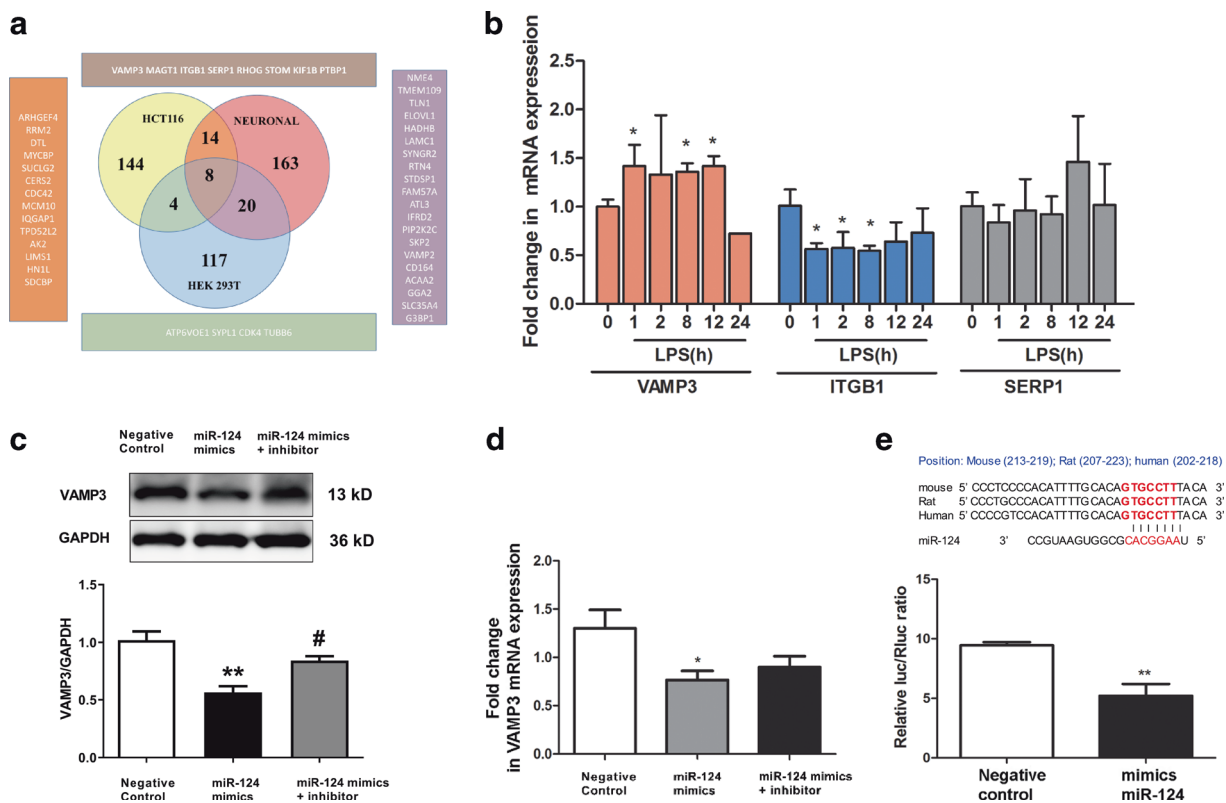 a
VAMP3 MAGT1 ITGB1 SERP1 RHOG STOM KIF1B PTBP1
ARHGEF4
RRM2
DTL
MYCBP
SUCLG2
CERS2
CDC42
MCM10
IQGAP1
TPD52L2
AK2
LIMS1
HN1L
SDCBP
HCT116
NEURONAL
14
144
163
8
4
20
117
HEK 293T
NME4
TMEM109
TLN1
ELOVL1
HADHB
LAMC1
SYNGR2
RTN4
STDSP1
FAM57A
ATL3
IFRD2
PIP2K2C
SKP2
VAMP2
CD164
ACAA2
GGA2
SLC35A4
G3BP1
ATP6VOE1 SYPL1 CDK4 TUBB6
b
Fold change in mRNA expresseion
2.5
2.0
1.5
1.0
0.5
0.0
* * *
* * *
0 1 2 8 12 24 0 1 2 8 12 24 0 1 2 8 12 24
LPS(h) LPS(h) LPS(h)
VAMP3 ITGB1 SERP1
c
Negative Control
miR-124 mimics
miR-124 mimics + inhibitor
VAMP3 13 kD
GAPDH 36 kD
VAMP3/GAPDH
1.5
1.0
0.5
0.0
**
#
Negative Control
miR-124 mimics
miR-124 mimics + inhibitor
d
Fold change
in VAMP3 mRNA expression
2.0
1.5
1.0
0.5
0.0
*
Negative Control
miR-124 mimics
miR-124 mimics + inhibitor
e
Position: Mouse (213-219); Rat (207-223); human (202-218)
mouse 5' CCCTCCCCACATTTTGCACAGTGCCTTTACA 3'
Rat 5' CCCTGCCCACATTTTGCACAGTGCCTTTACA 3'
Human 5' CCCCGTCCACATTTTGCACAGTGCCTTTACA 3'
miR-124 3' CCGUAAGUGGCGCACGGAAU 5'
Relative luc/Rluc ratio
15
10
5
0
**
Negative control
mimics miR-124